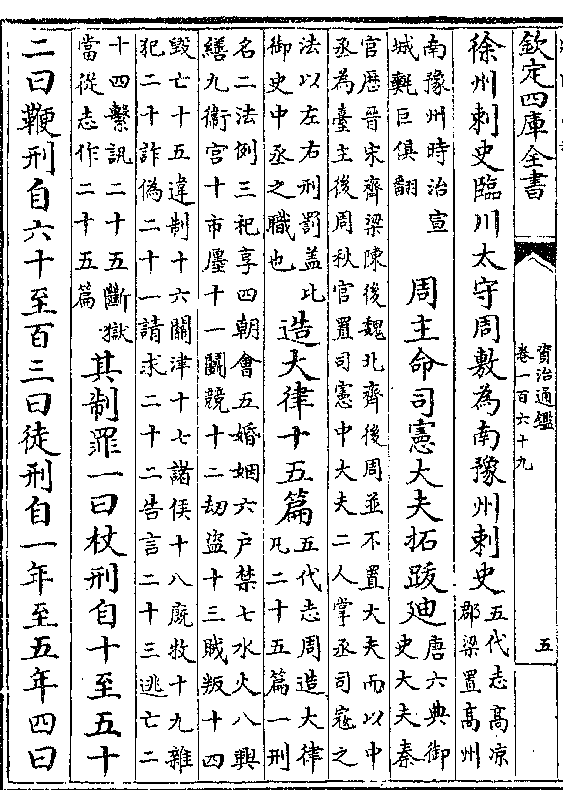 欽定四庫全書
資治通鑑
卷一百六十九
五
徐州刺史臨川太守周敷為南豫州刺史
五代志髙凉
郡梁置髙州
南豫州時治宣
城㲘巨俱翻
周主命司憲大夫拓跋廸
唐六典御
史大夫秦
官歴晉宋齊梁陳後魏北齊後周並不置大夫而以中
丞為臺主後周秋官置司憲中大夫二人掌丞司寇之
法以左右刑罰盖比
御史中丞之職也
造大律十五篇
五代志周造大律
凡二十五篇一刑
名二法例三祀享四朝會五婚姻六户禁七水火八興
繕九衞宫十市廛十一鬭競十二刼盗十三賊叛十四
毁亡十五違制十六關津十七諸侯十八廐牧十九雜
犯二十詐偽二十一請求二十二告言二十三逃亡二
十四繫訊二十五斷獄
當從志作二十五篇
其制罪一曰杖刑自十至五十
二曰鞭刑自六十至百三曰徒刑自一年至五年四曰